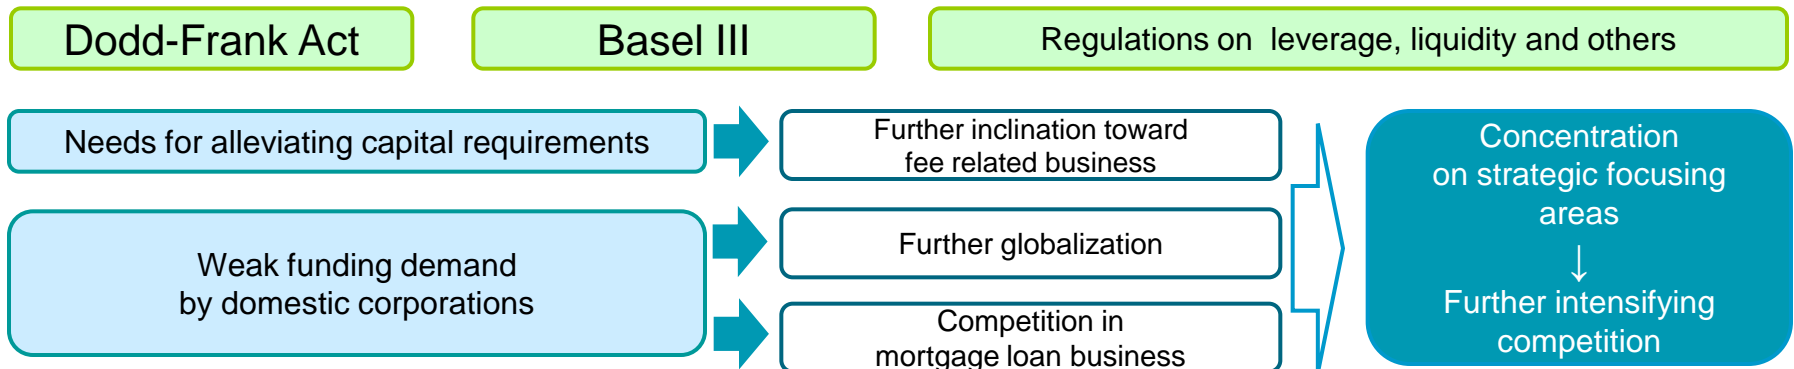 Dodd-Frank Act
Basel III
Regulations on leverage, liquidity and others
Needs for alleviating capital requirements
Further inclination toward
fee related business
Weak funding demand
by domestic corporations
Further globalization
Competition in
mortgage loan business
Concentration
on strategic focusing
areas
↓
Further intensifying
competition